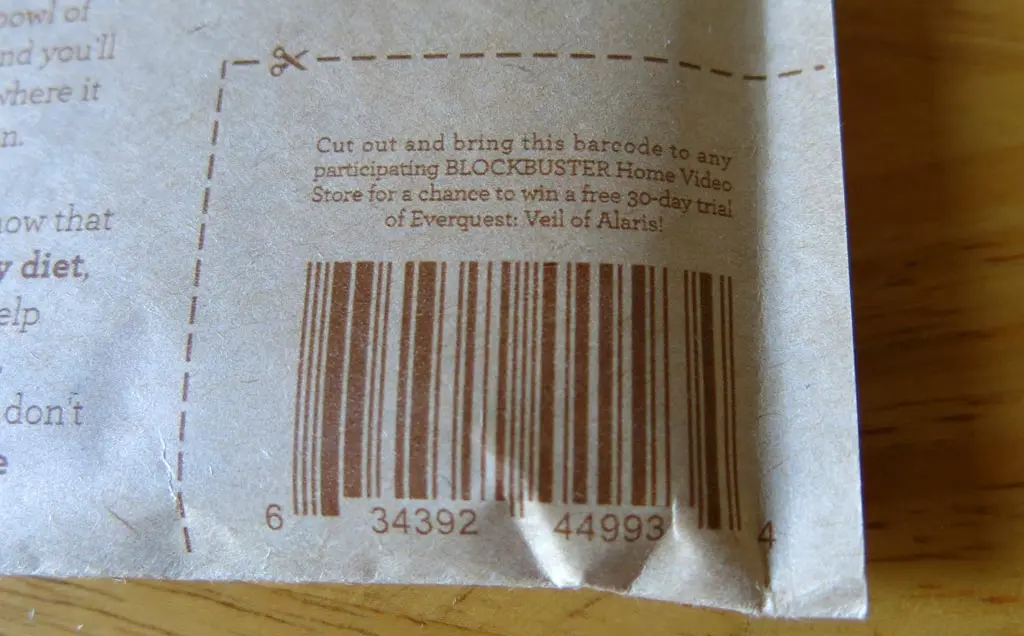 bowl of
nd you'll
where it
n.
now that
y diet,
elp
don't
e
Cut out and bring this barcode to any
participating BLOCKBUSTER Home Video
Store for a chance to win a free 30-day trial
of Everquest: Veil of Alaris!
6 34392 44993 4